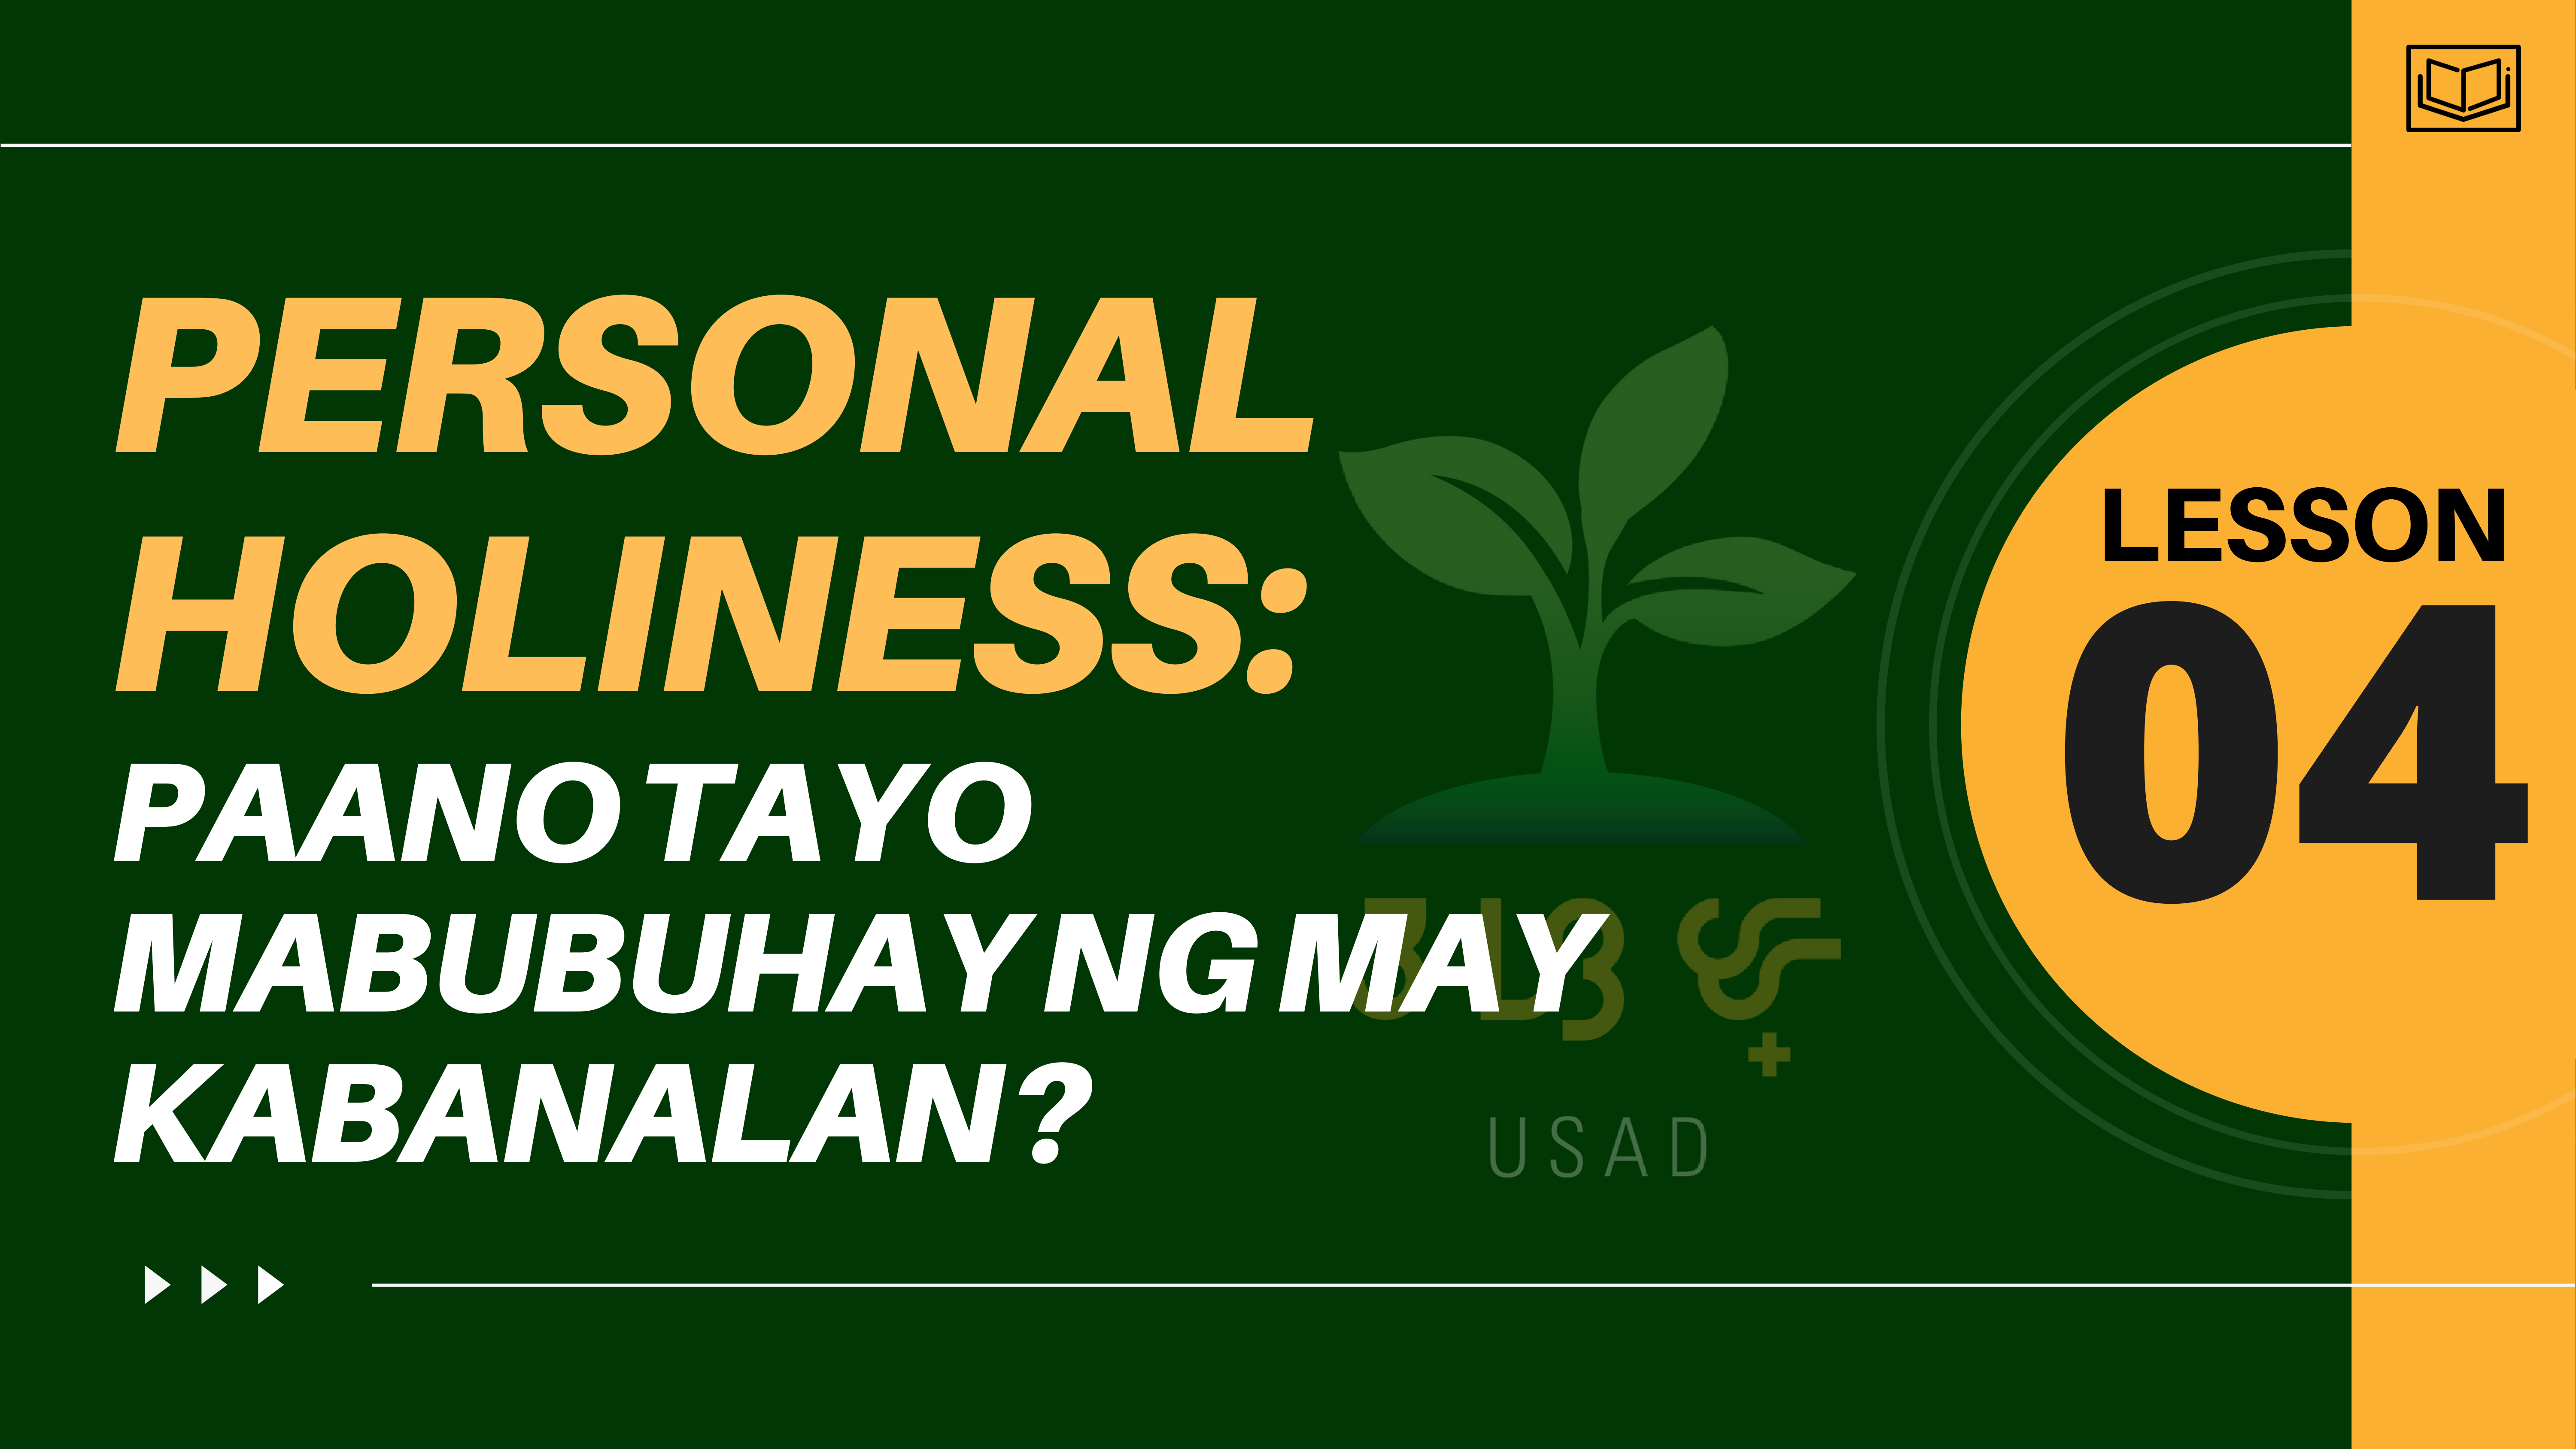 PERSONAL
HOLINESS:
PAANO TAYO
MABUBUHAY NG MAY
KABANALAN?
LESSON
04
USAD